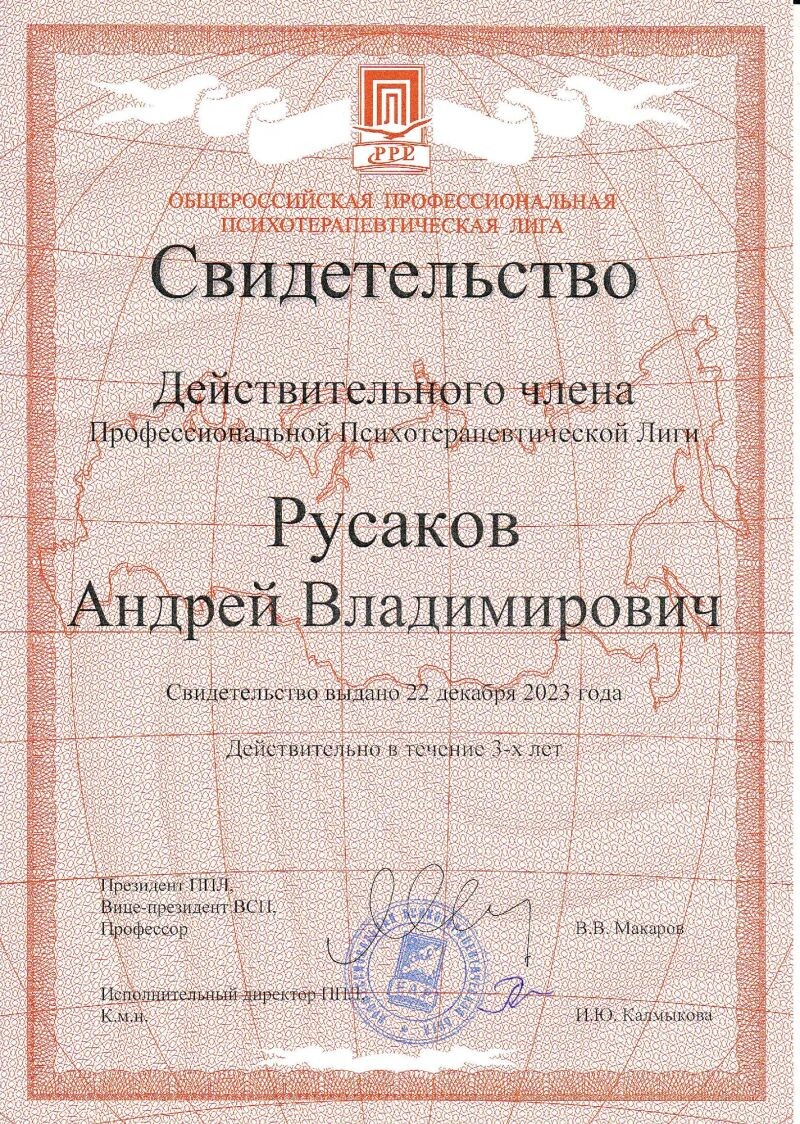 РРL
ОБЩЕРОССИЙСКАЯ ПРОФЕССИОНАЛЬНАЯ
ПСИХОТЕРАПЕВТИЧЕСКАЯ ЛИГА
Свидетельство
Действительного члена
Профессиональной Психотерапевтической Лиги
Русаков
Андрей Владимирович
Свидетельство выдано 22 декабря 2023 года
Действительно в течение 3-х лет
Президент ППЛ,
Вице-президент ВСП,
Профессор
В.В. Макаров
Исполнительный директор ППЛ,
К.м.н.
И.Ю. Калмыкова